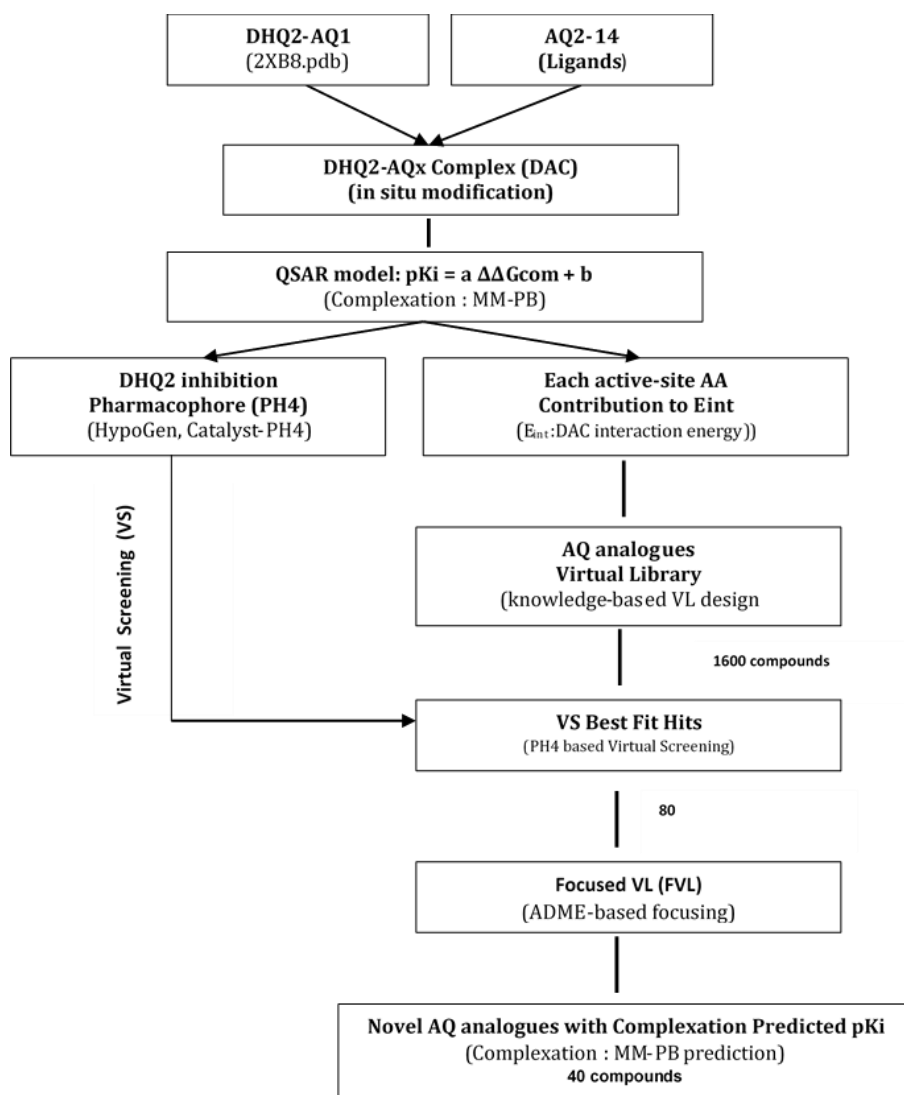 DHQ2-AQ1
(2XB8.pdb)
AQ2-14
(Ligands)
DHQ2-AQx Complex (DAC)
(in situ modification)
QSAR model: pKi = a ΔΔGcom + b
(Complexation : MM-PB)
DHQ2 inhibition
Pharmacophore (PH4)
(HypoGen, Catalyst-PH4)
Each active-site AA
Contribution to Eint
(Eint:DAC interaction energy))
Virtual Screening (VS)
AQ analogues
Virtual Library
(knowledge-based VL design
1600 compounds
VS Best Fit Hits
(PH4 based Virtual Screening)
80
Focused VL (FVL)
(ADME-based focusing)
Novel AQ analogues with Complexation Predicted pKi
(Complexation : MM-PB prediction)
40 compounds